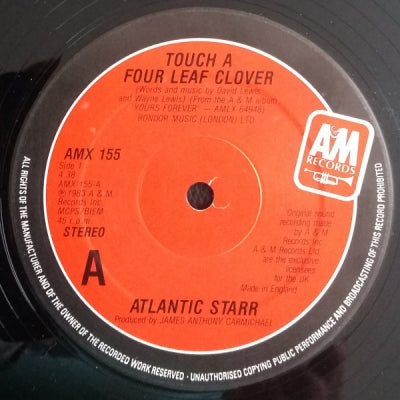 TOUCH A
FOUR LEAF CLOVER
(Words and music by David Lewis
and Wayne Lewis) (From the A & M album
YOURS FOREVER' — AMLX 64948)
RONDOR MUSIC (LONDON) LTD
AMX 155
Side 1
4.38
AMX-155-A
℗ 1983 A & M
Records Inc.
MCPS/BIEM
45 r.p.m.
STEREO
A
A&M
RECORDS
Original sound
recording made
by A & M
Records Inc.
A & M Records Ltd.
are the exclusive
licensees
for the UK
Made in England
ATLANTIC STARR
Produced by JAMES ANTHONY CARMICHAEL
ALL RIGHTS OF THE MANUFACTURER AND OF THE OWNER OF THE RECORDED WORK RESERVED - UNAUTHORISED COPYING PUBLIC PERFORMANCE AND BROADCASTING OF THIS RECORD PROHIBITED